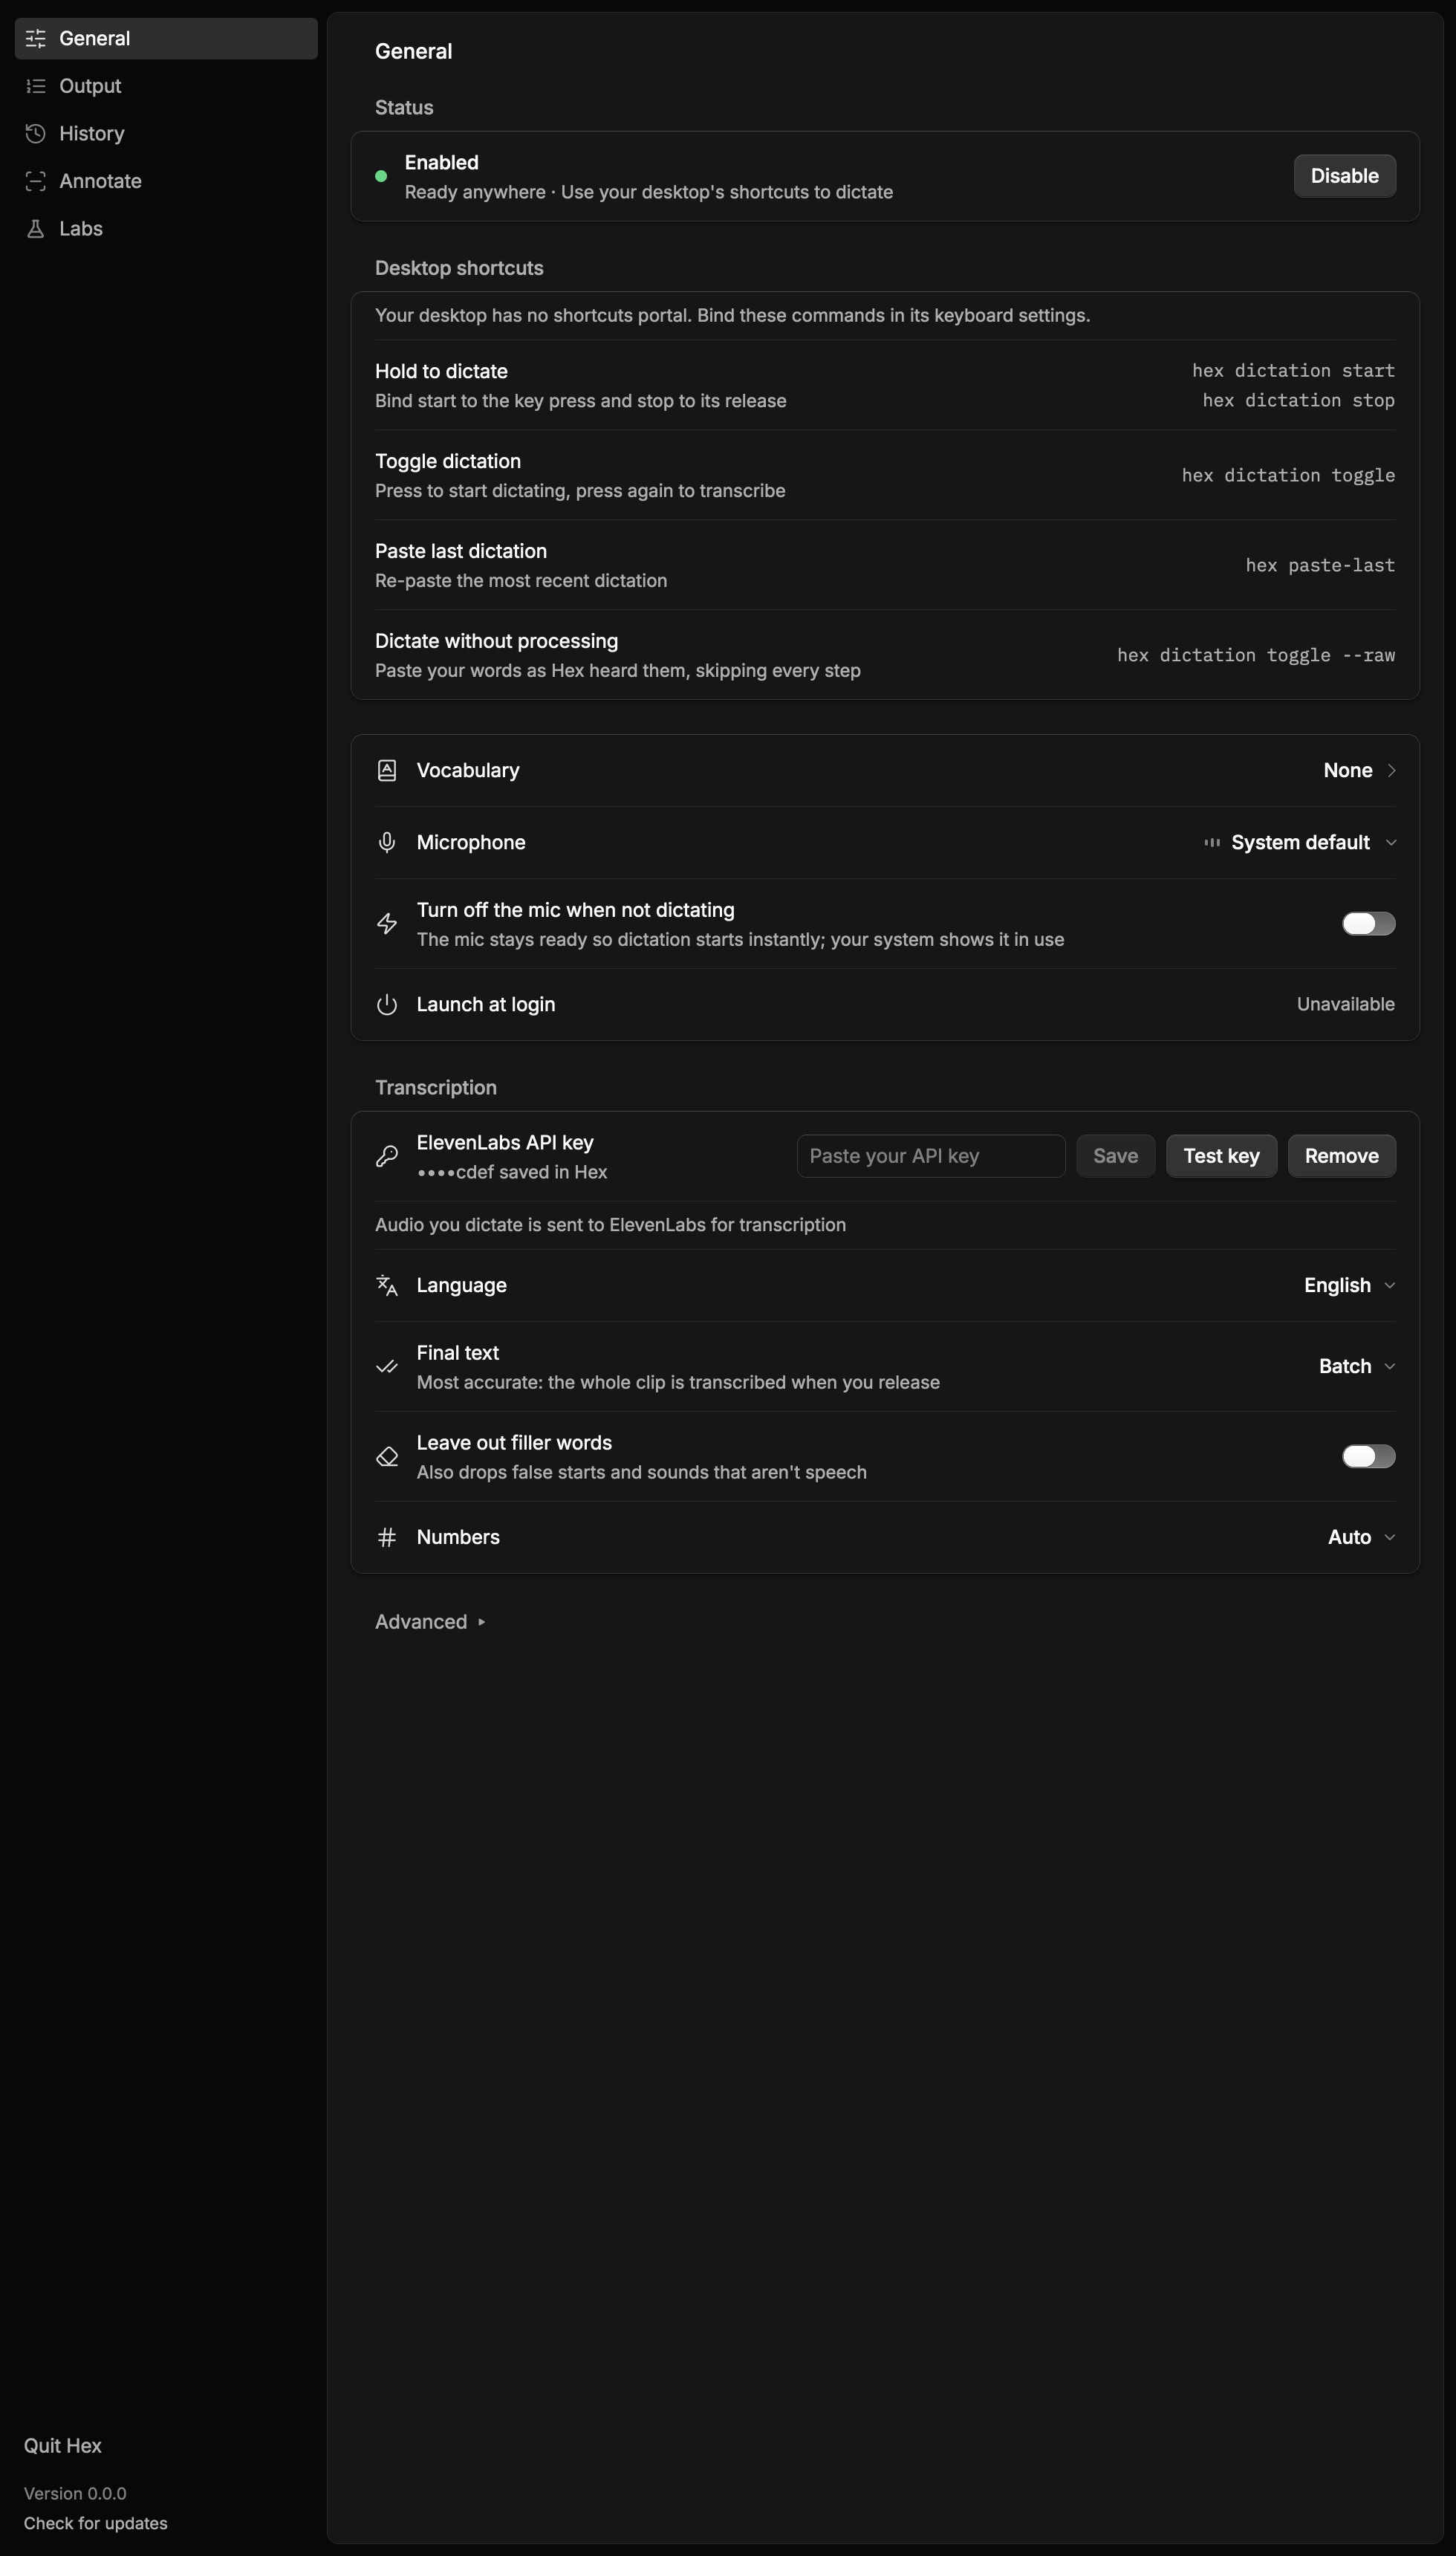 General
Output
History
Annotate
Labs
General
Status
Enabled
Ready anywhere · Use your desktop's shortcuts to dictate
Disable
Desktop shortcuts
Your desktop has no shortcuts portal. Bind these commands in its keyboard settings.
Hold to dictate
Bind start to the key press and stop to its release
hex dictation start
hex dictation stop
Toggle dictation
Press to start dictating, press again to transcribe
hex dictation toggle
Paste last dictation
Re-paste the most recent dictation
hex paste-last
Dictate without processing
Paste your words as Hex heard them, skipping every step
hex dictation toggle --raw
Vocabulary
None
Microphone
System default
Turn off the mic when not dictating
The mic stays ready so dictation starts instantly; your system shows it in use
Launch at login
Unavailable
Transcription
ElevenLabs API key
••••cdef saved in Hex
Paste your API key
Save
Test key
Remove
Audio you dictate is sent to ElevenLabs for transcription
Language
English
Final text
Most accurate: the whole clip is transcribed when you release
Batch
Leave out filler words
Also drops false starts and sounds that aren't speech
Numbers
Auto
Advanced
Quit Hex
Version 0.0.0
Check for updates